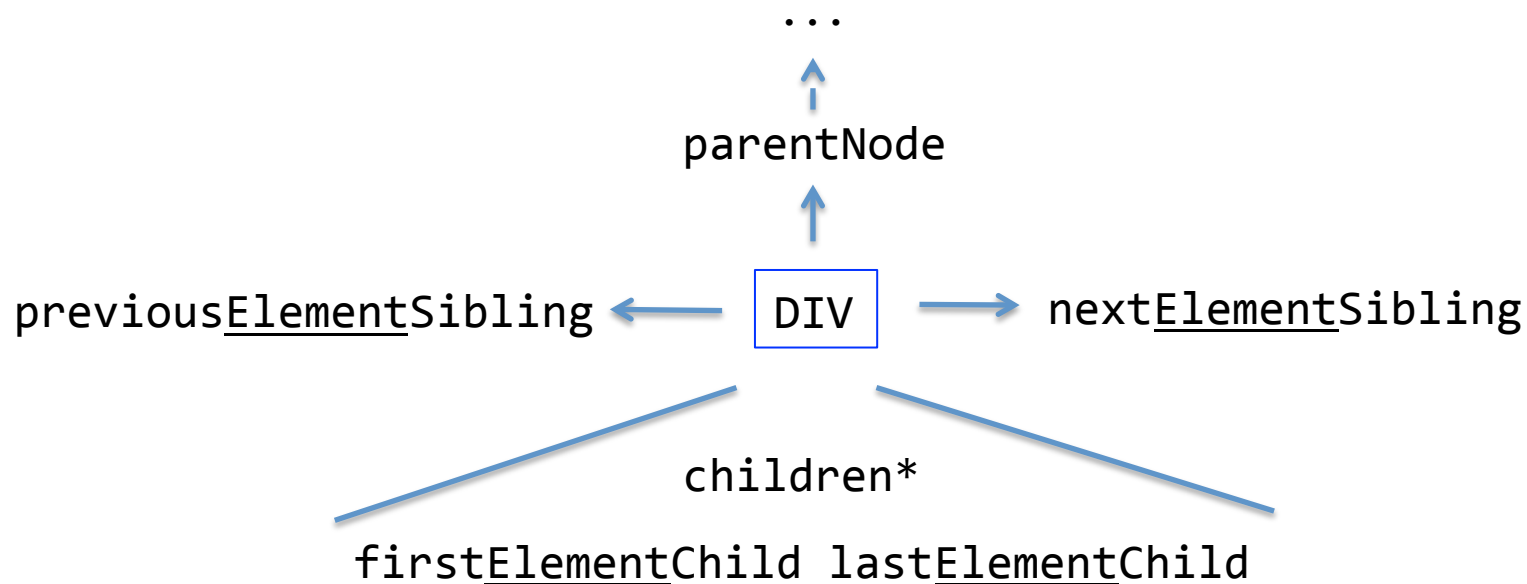 ...
parentNode
previousElementSibling DIV nextElementSibling
children*
firstElementChild lastElementChild